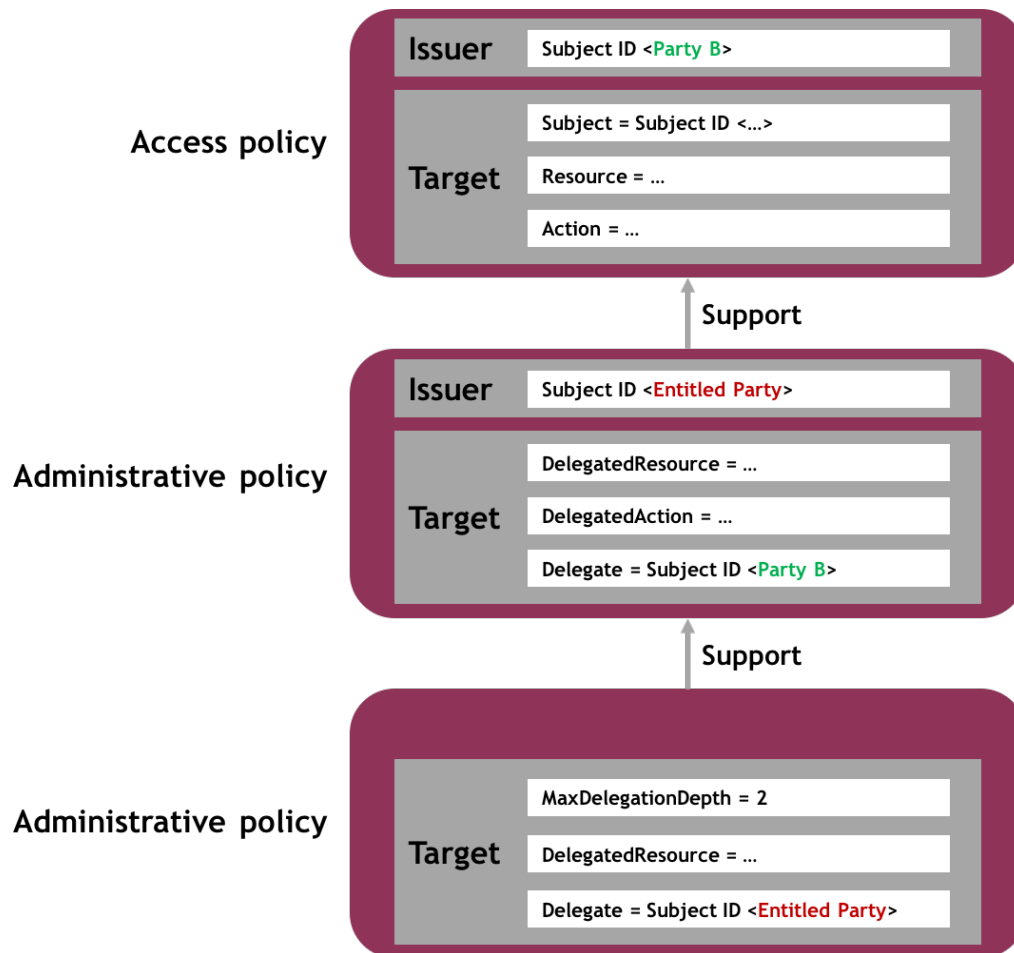 Issuer
Subject ID <Party B>
Access policy
Target
Subject = Subject ID <...>
Resource = ...
Action = ...
Support
Issuer
Subject ID <Entitled Party>
Administrative policy
Target
DelegatedResource = ...
DelegatedAction = ...
Delegate = Subject ID <Party B>
Support
Administrative policy
Target
MaxDelegationDepth = 2
DelegatedResource = ...
Delegate = Subject ID <Entitled Party>